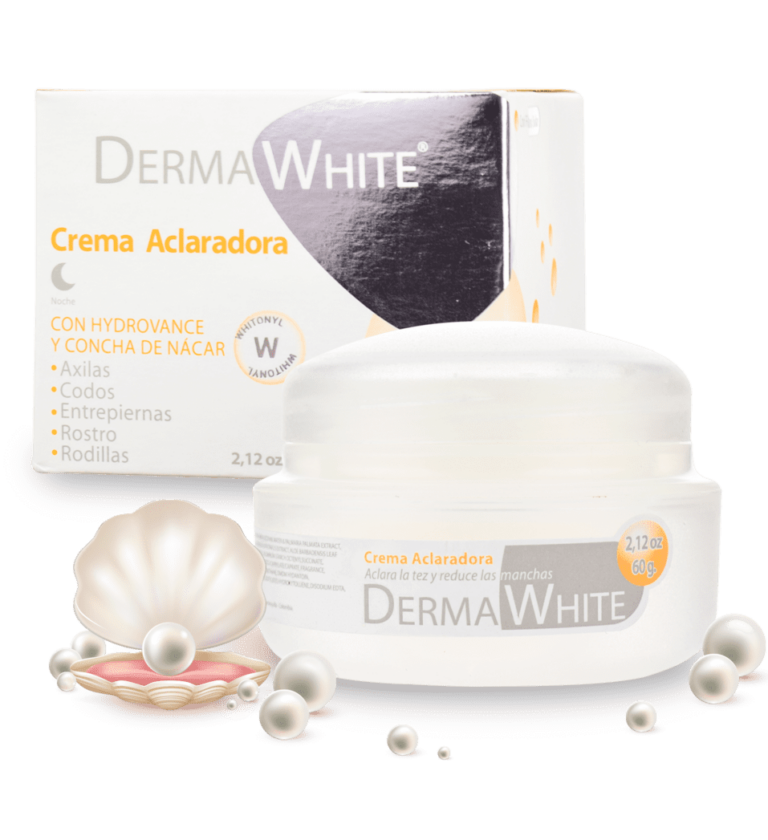 DERMAWHITE®
Crema Aclaradora
Noche
CON HYDROVANCE
Y CONCHA DE NÁCAR
WHITONYL
W
WHITONYL
• Axilas
• Codos
• Entrepiernas
• Rostro
• Rodillas
2,12 oz
Crema Aclaradora
Aclara la tez y reduce las manchas
DERMAWHITE
2,12 oz
60 g.